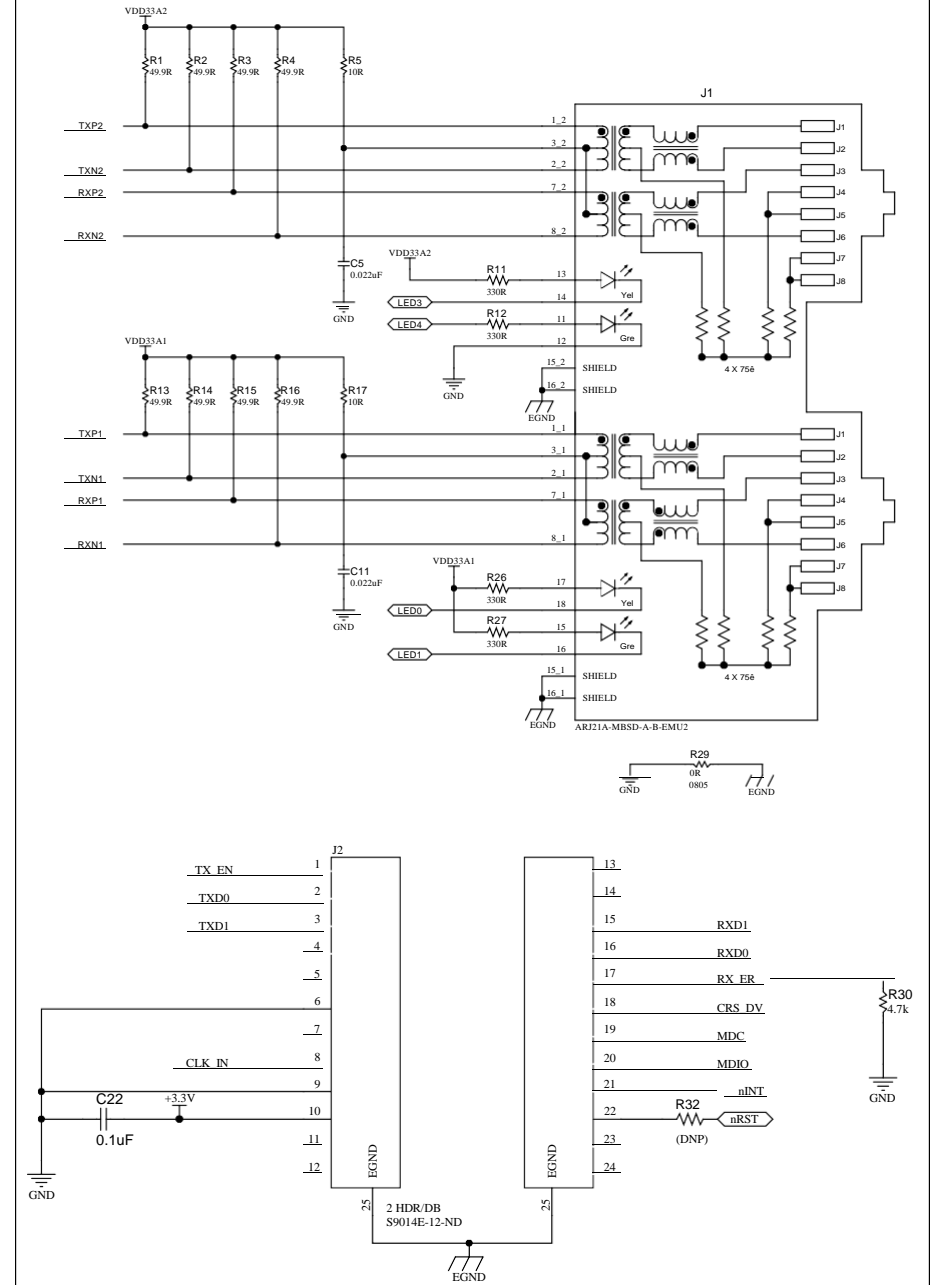 VDD33A2
R1 R2 R3 R4 R5
49.9R 49.9R 49.9R 49.9R 10R
J1
TXP2 1_2 J1
3_2 J2
TXN2 2_2 J3
RXP2 7_2 J4
J5
RXN2 8_2 J6
J7
C5
0.022uF
VDD33A2
R11 13 J8
330R Yel
LED3 14
GND
R12 11
LED4 330R Gre
12
VDD33A1
4 X 75ê
15_2 SHIELD
GND
16_2 SHIELD
EGND
R13 R14 R15 R16 R17
49.9R 49.9R 49.9R 49.9R 10R
TXP1 1_1 J1
3_1 J2
TXN1 2_1 J3
RXP1 7_1 J4
J5
RXN1 8_1 J6
VDD33A1
J7
C11
0.022uF
R26 17 J8
330R Yel
LED0 18
GND
R27 15
330R Gre
LED1 16
15_1 SHIELD
4 X 75ê
16_1 SHIELD
EGND
ARJ21A-MBSD-A-B-EMU2
R29
0R
0805
GND EGND
J2
TX_EN 1
TXD0 2
TXD1 3
4
5
6
7
CLK_IN 8
9
C22 +3.3V 10
0.1uF
11
12
GND
EGND
25
2 HDR/DB
S9014E-12-ND
13
14
15 RXD1
16 RXD0
17 RX_ER
R30
4.7k
18 CRS_DV
19 MDC
20 MDIO
21 nINT
GND
22 R32 nRST
(DNP)
23
24
EGND
25
EGND